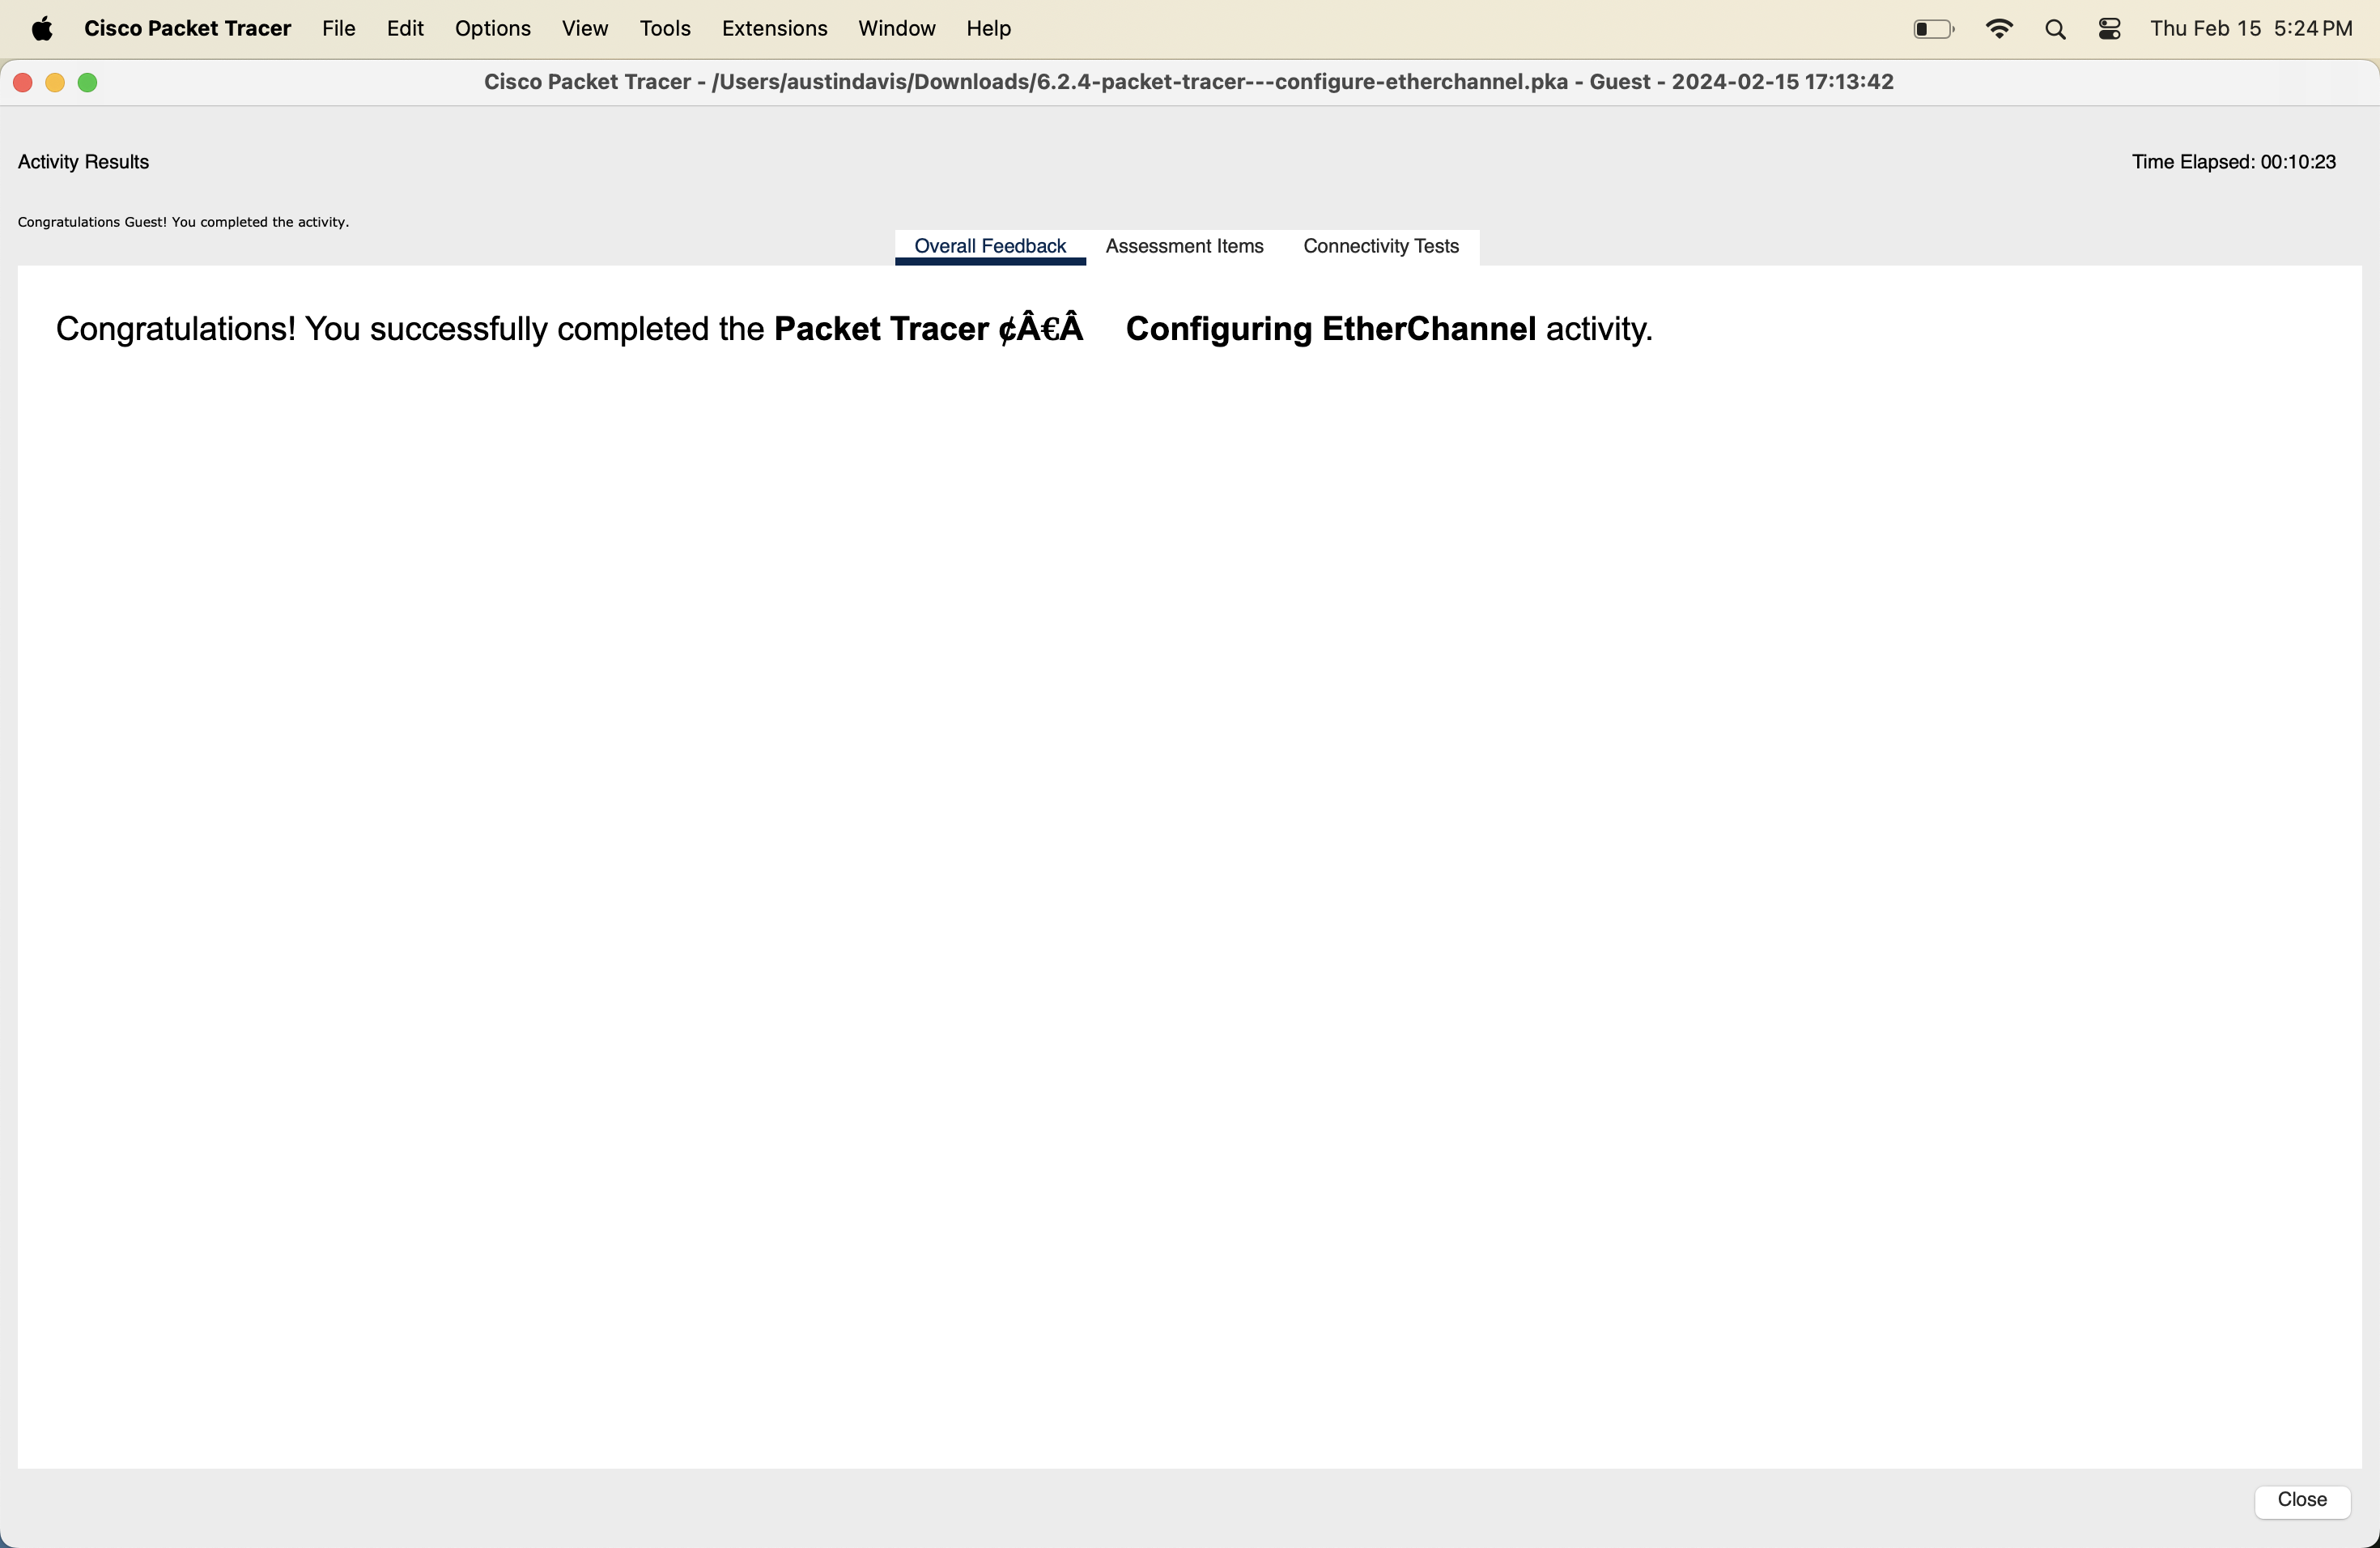 Cisco Packet Tracer File Edit Options View Tools Extensions Window Help Thu Feb 15 5:24 PM
Cisco Packet Tracer - /Users/austindavis/Downloads/6.2.4-packet-tracer---configure-etherchannel.pka - Guest - 2024-02-15 17:13:42
Activity Results Time Elapsed: 00:10:23
Congratulations Guest! You completed the activity.
Overall Feedback Assessment Items Connectivity Tests
Congratulations! You successfully completed the Packet Tracer ¢Â€Â Configuring EtherChannel activity.
Close